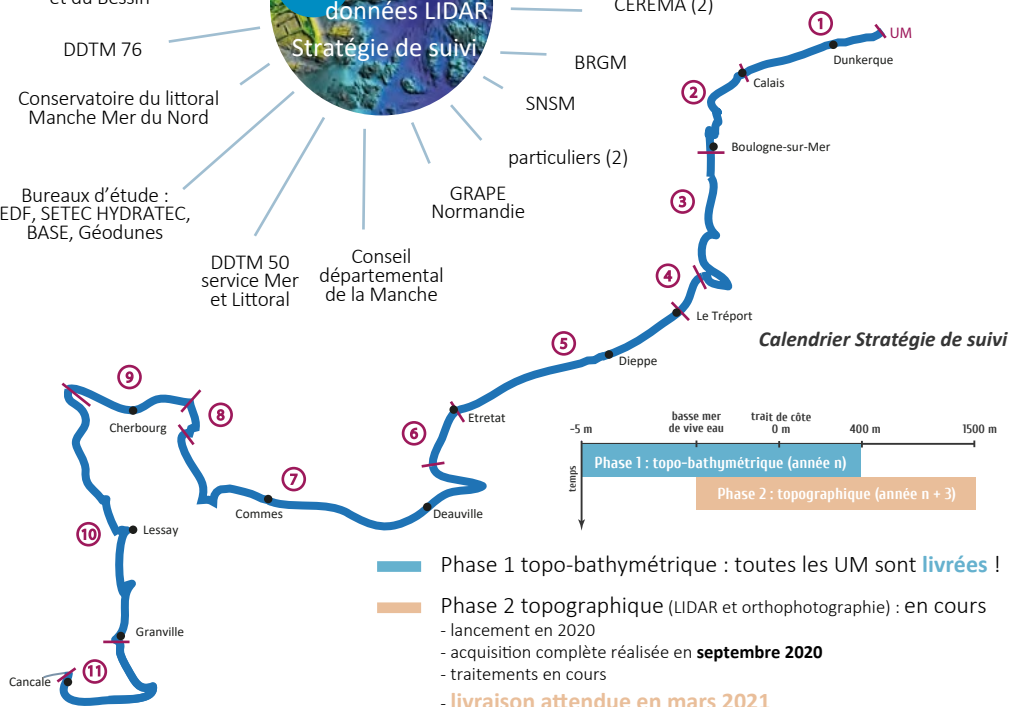 et du Bessin
données LIDAR
Stratégie de suivi
CEREMA (2)
DDTM 76
BRGM
Conservatoire du littoral
Manche Mer du Nord
SNSM
particuliers (2)
Bureaux d'étude :
EDF, SETEC HYDRATEC,
BASE, Géodunes
GRAPE
Normandie
DDTM 50
service Mer
et Littoral
Conseil
départemental
de la Manche
1
UM
Dunkerque
Calais
2
Boulogne-sur-Mer
3
4
Le Tréport
5
Dieppe
Etretat
6
7
Commes
Deauville
8
9
Cherbourg
10
Lessay
Granville
11
Cancale
Calendrier Stratégie de suivi
basse mer
de vive eau
trait de côte
-5 m
0 m
400 m
1500 m
temps
Phase 1 : topo-bathymétrique (année n)
Phase 2 : topographique (année n + 3)
Phase 1 topo-bathymétrique : toutes les UM sont livrées !
Phase 2 topographique (LIDAR et orthophotographie) : en cours
- lancement en 2020
- acquisition complète réalisée en septembre 2020
- traitements en cours
- livraison attendue en mars 2021